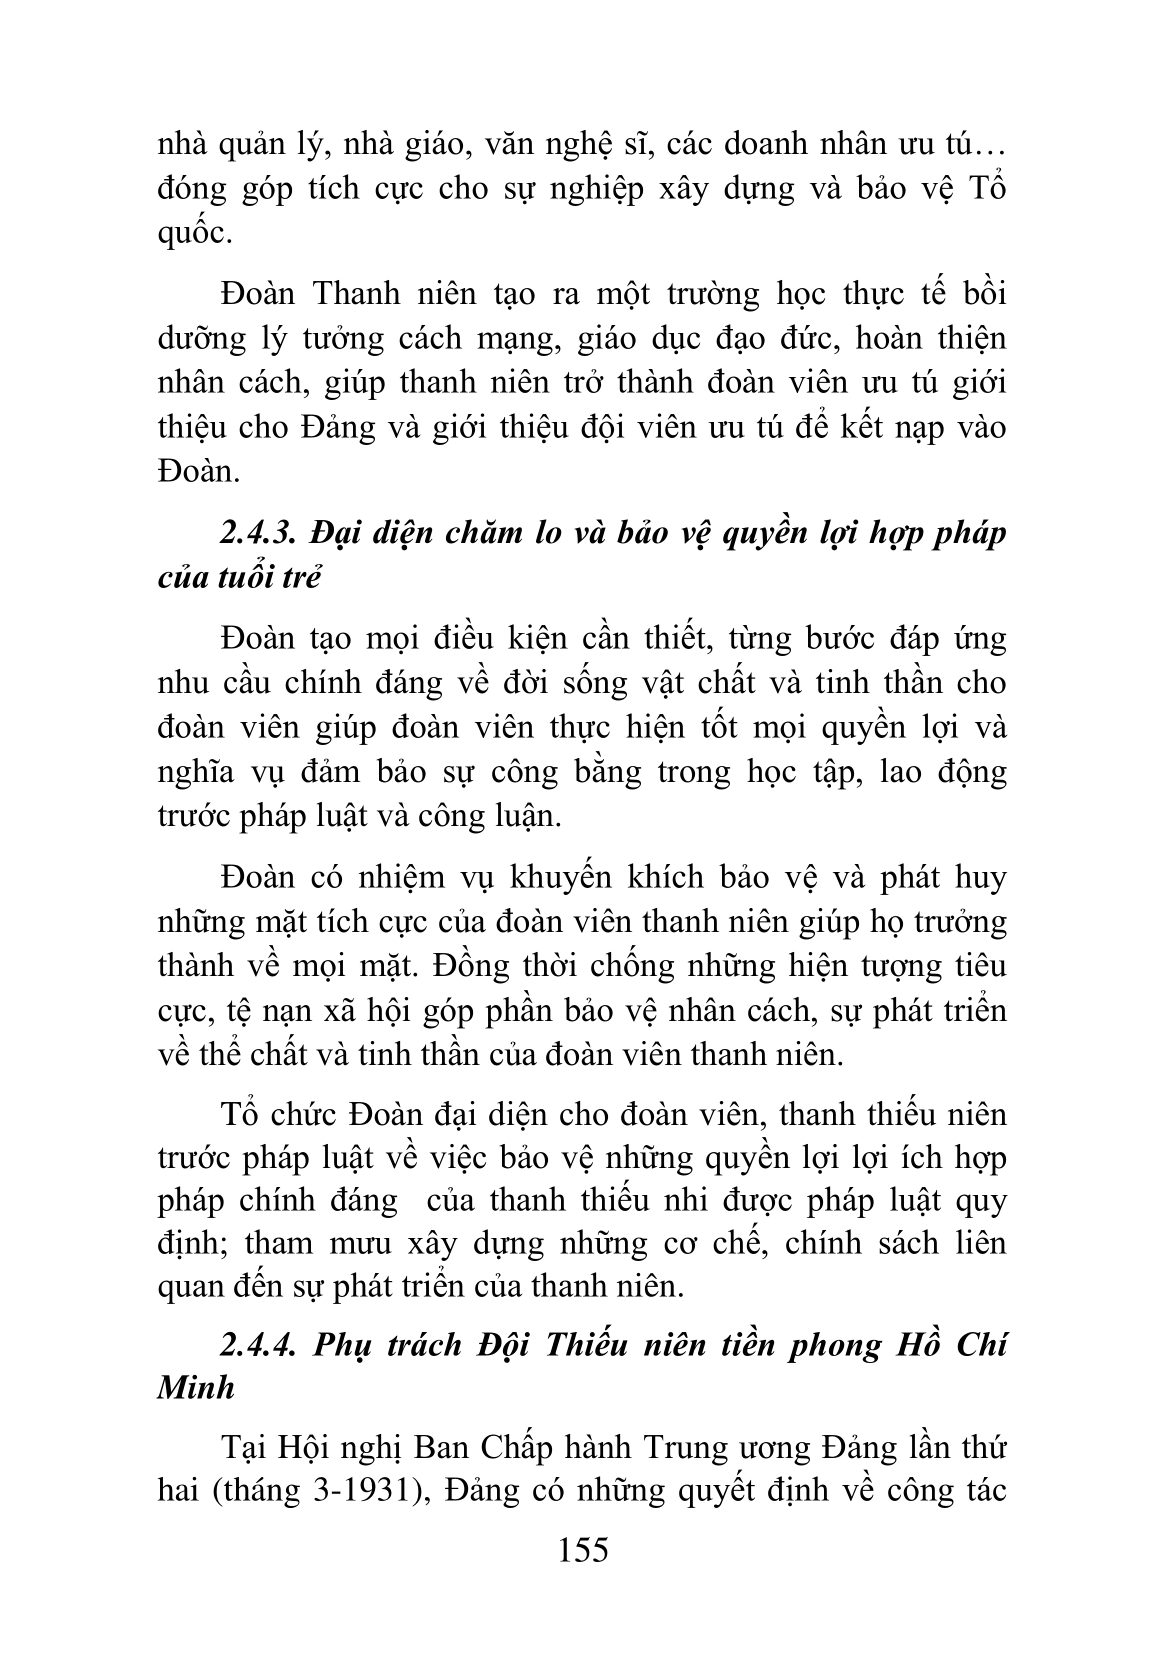 nhà quản lý, nhà giáo, văn nghệ sĩ, các doanh nhân ưu tú…
đóng góp tích cực cho sự nghiệp xây dựng và bảo vệ Tổ
quốc.
Đoàn Thanh niên tạo ra một trường học thực tế bồi
dưỡng lý tưởng cách mạng, giáo dục đạo đức, hoàn thiện
nhân cách, giúp thanh niên trở thành đoàn viên ưu tú giới
thiệu cho Đảng và giới thiệu đội viên ưu tú để kết nạp vào
Đoàn.
2.4.3. Đại diện chăm lo và bảo vệ quyền lợi hợp pháp
của tuổi trẻ
Đoàn tạo mọi điều kiện cần thiết, từng bước đáp ứng
nhu cầu chính đáng về đời sống vật chất và tinh thần cho
đoàn viên giúp đoàn viên thực hiện tốt mọi quyền lợi và
nghĩa vụ đảm bảo sự công bằng trong học tập, lao động
trước pháp luật và công luận.
Đoàn có nhiệm vụ khuyến khích bảo vệ và phát huy
những mặt tích cực của đoàn viên thanh niên giúp họ trưởng
thành về mọi mặt. Đồng thời chống những hiện tượng tiêu
cực, tệ nạn xã hội góp phần bảo vệ nhân cách, sự phát triển
về thể chất và tinh thần của đoàn viên thanh niên.
Tổ chức Đoàn đại diện cho đoàn viên, thanh thiếu niên
trước pháp luật về việc bảo vệ những quyền lợi lợi ích hợp
pháp chính đáng  của thanh thiếu nhi được pháp luật quy
định; tham mưu xây dựng những cơ chế, chính sách liên
quan đến sự phát triển của thanh niên.
2.4.4. Phụ trách Đội Thiếu niên tiền phong Hồ Chí
Minh
Tại Hội nghị Ban Chấp hành Trung ương Đảng lần thứ
hai (tháng 3-1931), Đảng có những quyết định về công tác
155